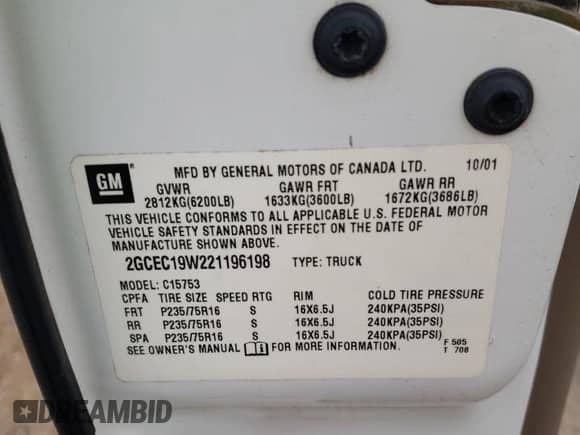 GM
MFD BY GENERAL MOTORS OF CANADA LTD. 10/01
GVWR GAWR FRT GAWR RR
2812KG(6200LB) 1633KG(3600LB) 1672KG(3686LB)
THIS VEHICLE CONFORMS TO ALL APPLICABLE U.S. FEDERAL MOTOR
VEHICLE SAFETY STANDARDS IN EFFECT ON THE DATE OF
MANUFACTURE SHOWN ABOVE.
2GCEC19W221196198 TYPE: TRUCK
MODEL: C15753
CPFA TIRE SIZE SPEED RTG RIM COLD TIRE PRESSURE
FRT P235/75R16 S 16X6.5J 240KPA(35PSI)
RR P235/75R16 S 16X6.5J 240KPA(35PSI)
SPA P235/75R16 S 16X6.5J 240KPA(35PSI)
SEE OWNER'S MANUAL FOR MORE INFORMATION.
F 505
T 708
DREAMBID